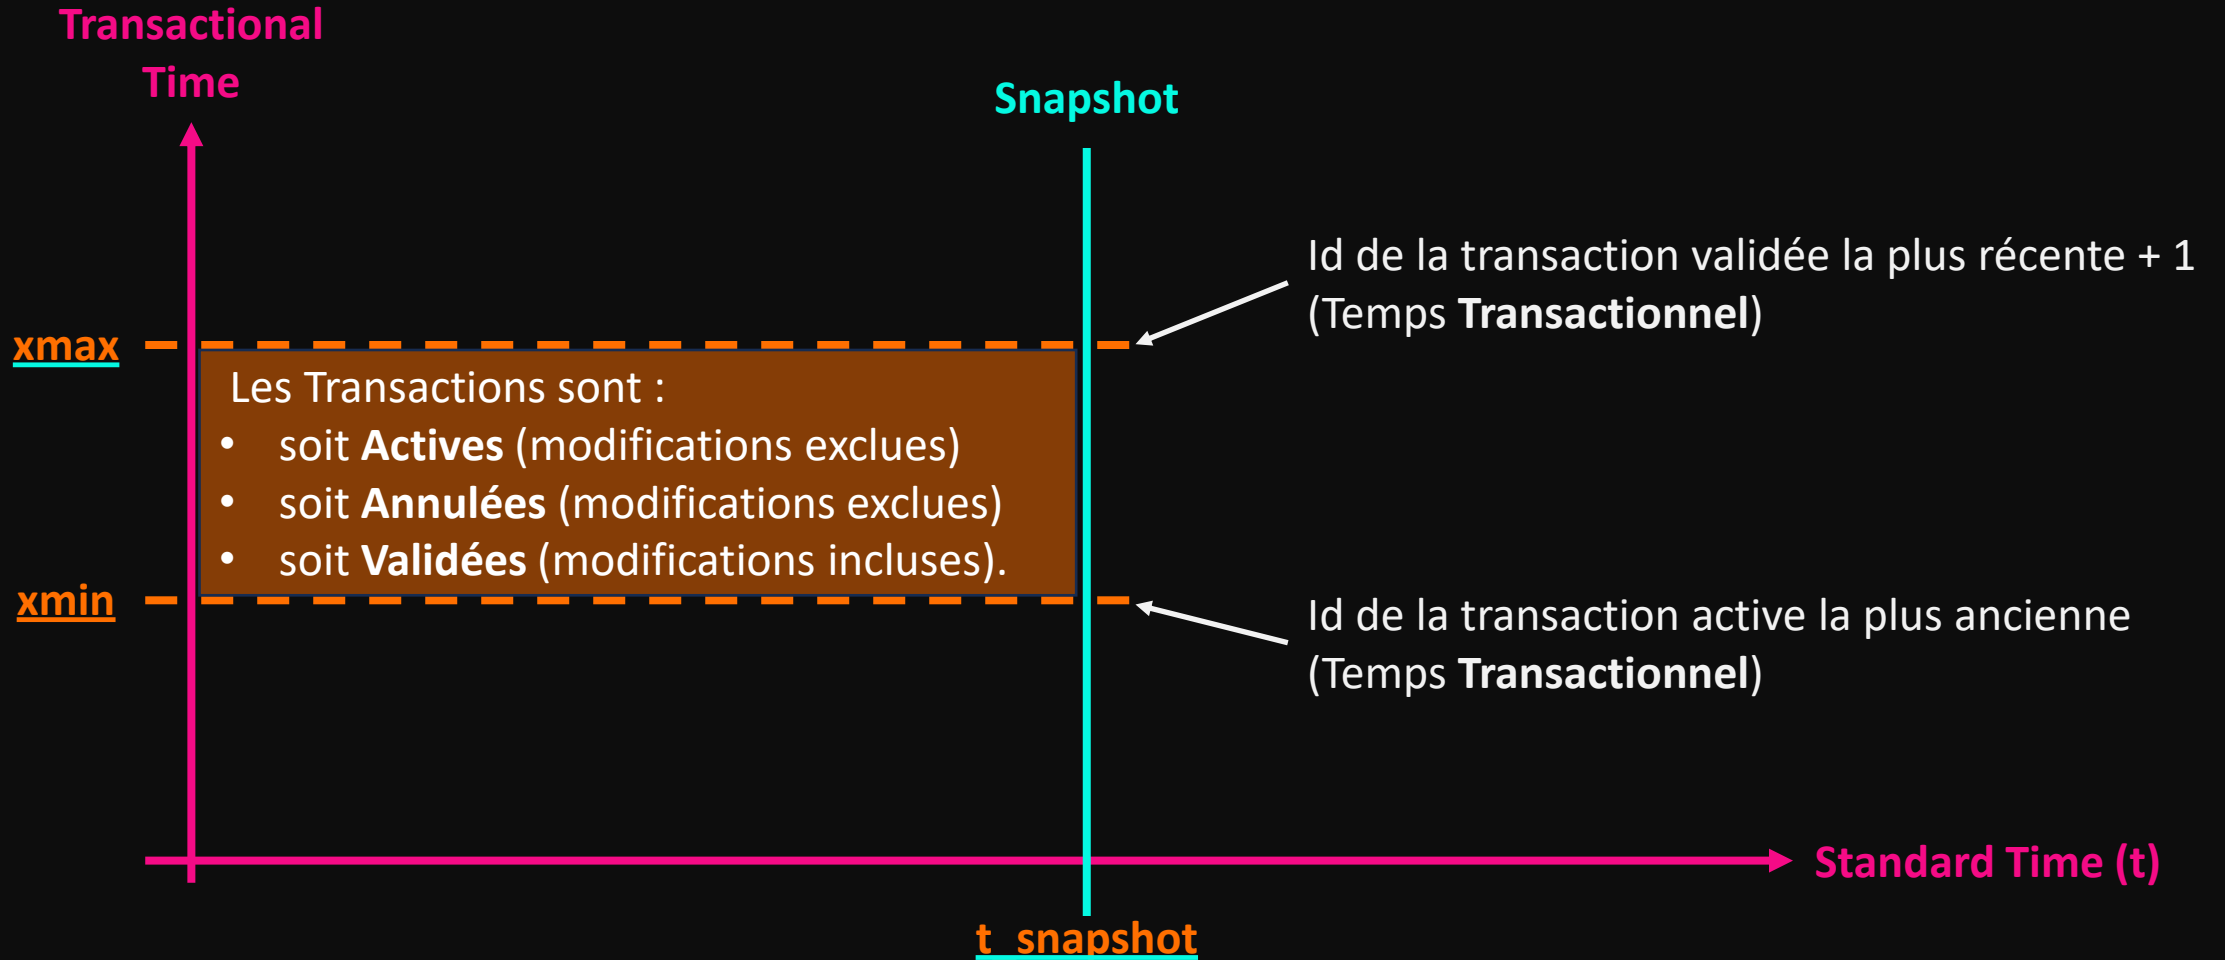 Transactional
Time
Snapshot
Id de la transaction validée la plus récente + 1
(Temps Transactionnel)
xmax
Les Transactions sont :
• soit Actives (modifications exclues)
• soit Annulées (modifications exclues)
• soit Validées (modifications incluses).
xmin
Id de la transaction active la plus ancienne
(Temps Transactionnel)
Standard Time (t)
t_snapshot